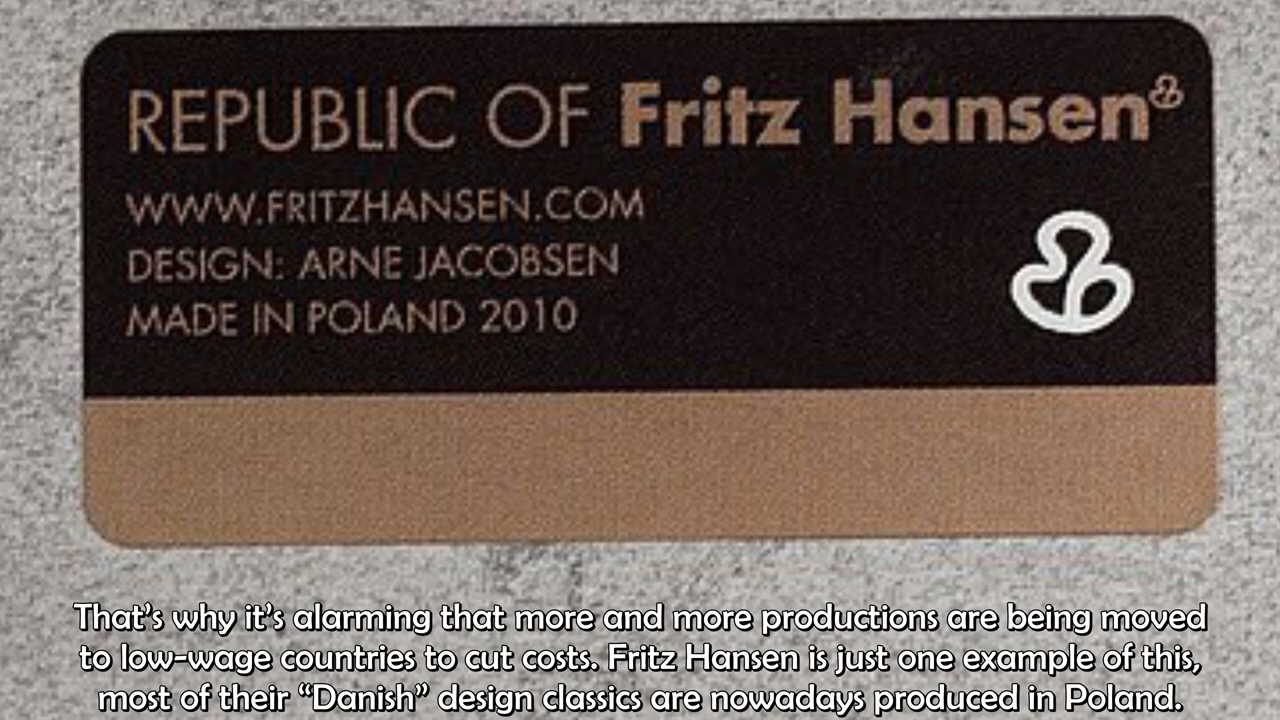 REPUBLIC OF Fritz Hansen
WWW.FRITZHANSEN.COM
DESIGN: ARNE JACOBSEN
MADE IN POLAND 2010
That’s why it’s alarming that more and more productions are being moved
to low-wage countries to cut costs. Fritz Hansen is just one example of this,
most of their “Danish” design classics are nowadays produced in Poland.